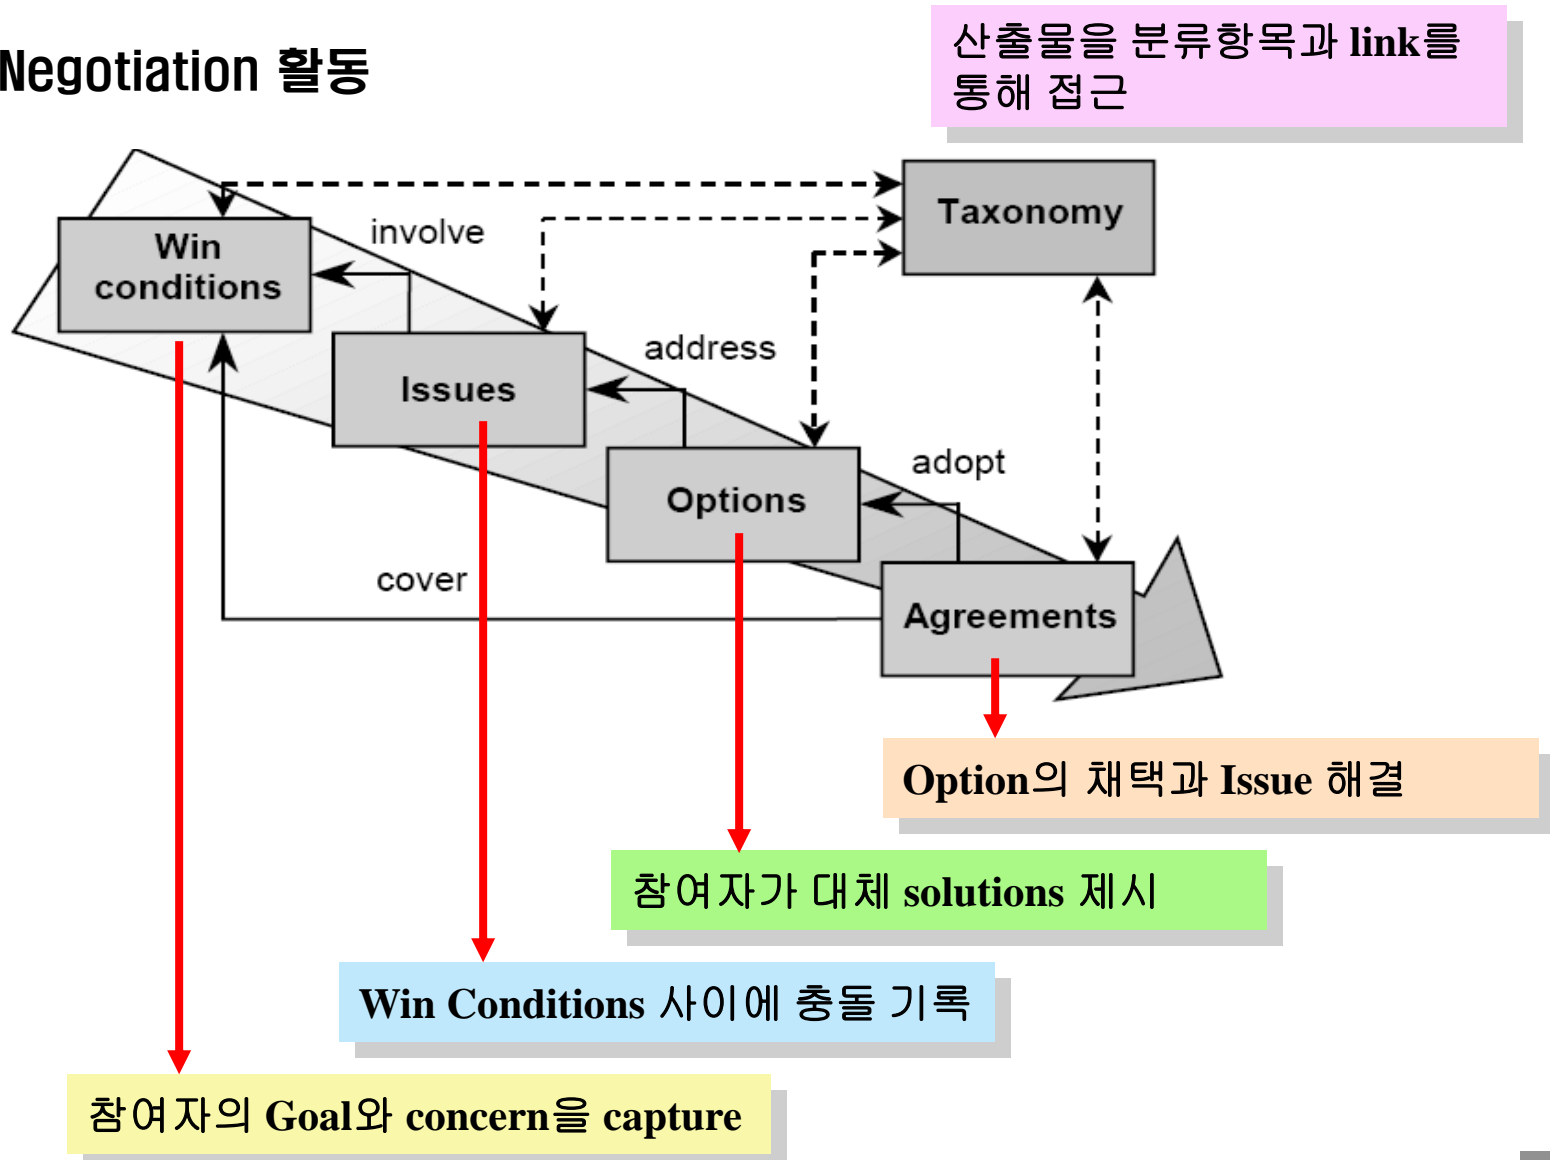 Negotiation 활동
산출물을 분류항목과 link를
통해 접근
Taxonomy
involve
Win
conditions
address
Issues
adopt
Options
cover
Agreements
Option의 채택과 Issue 해결
참여자가 대체 solutions 제시
Win Conditions 사이에 충돌 기록
참여자의 Goal와 concern을 capture